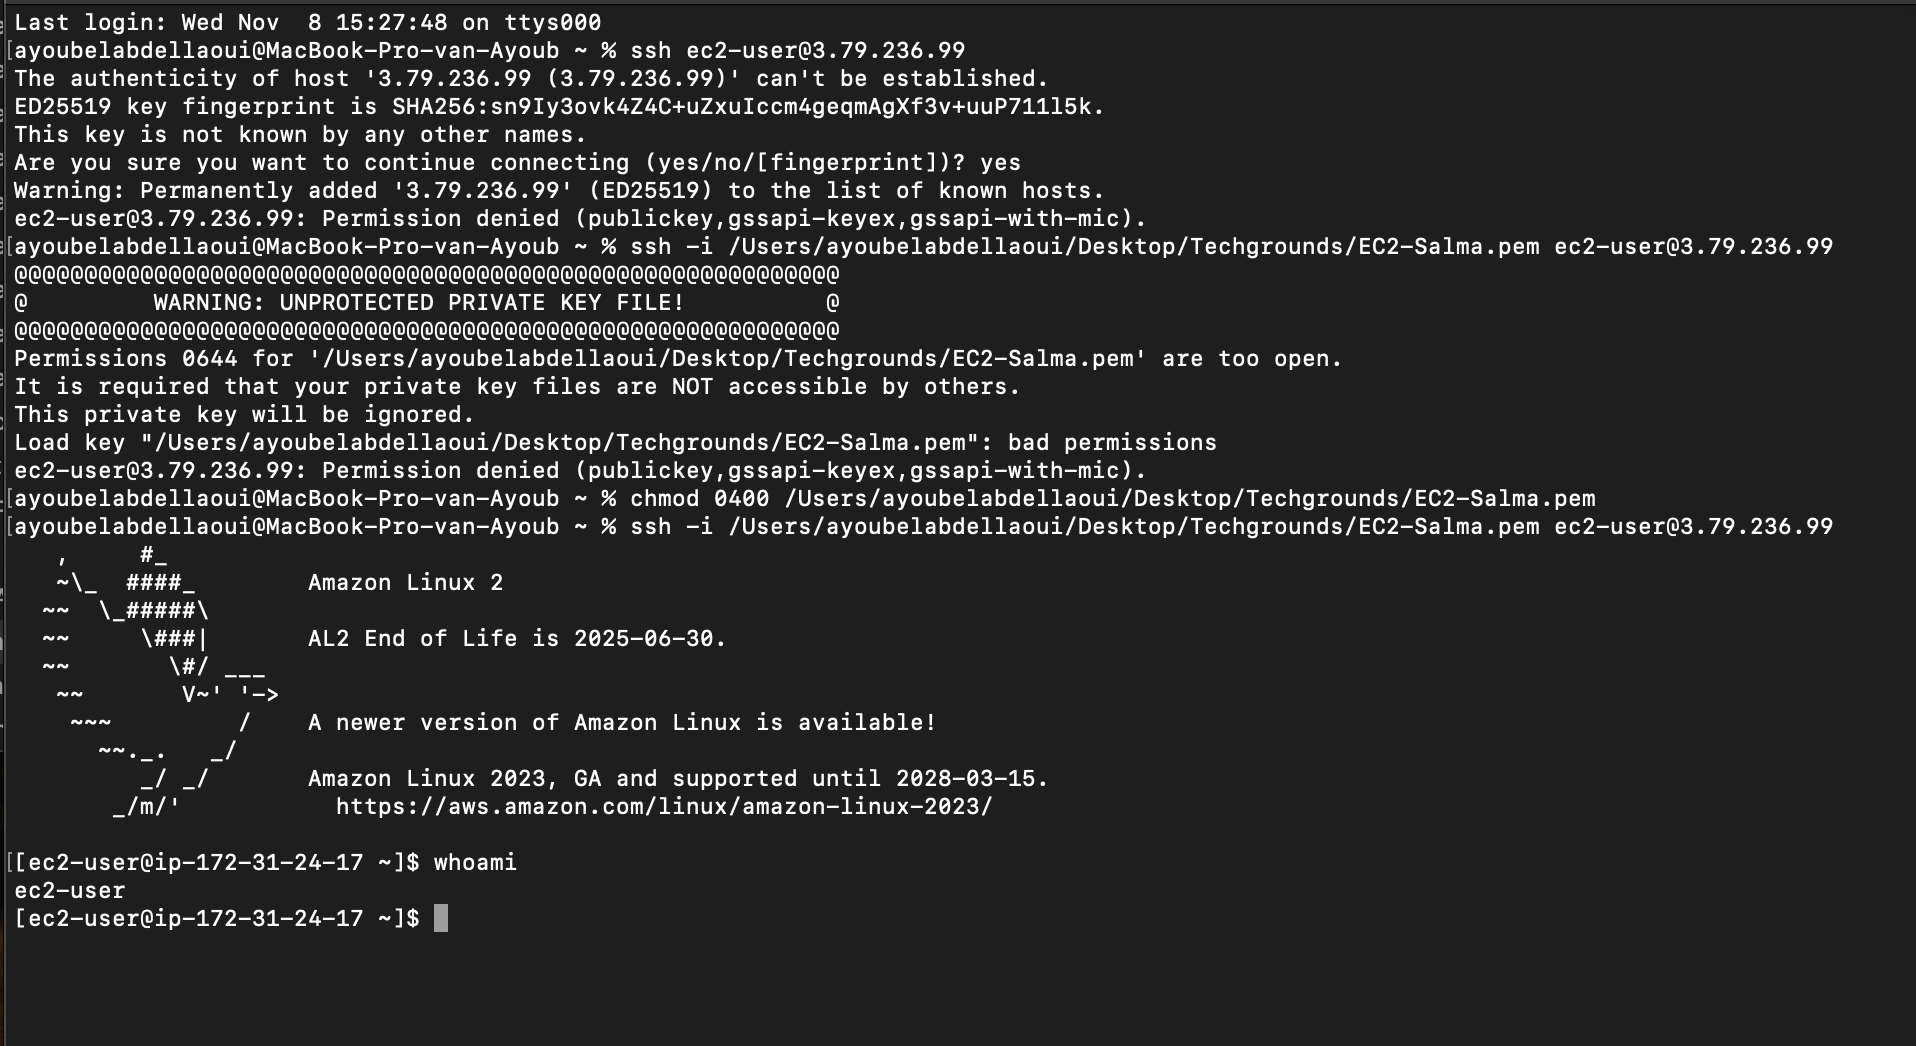 Last login: Wed Nov  8 15:27:48 on ttys000
[ayoubelabdellaoui@MacBook-Pro-van-Ayoub ~ % ssh ec2-user@3.79.236.99
The authenticity of host '3.79.236.99 (3.79.236.99)' can't be established.
ED25519 key fingerprint is SHA256:sn9Iy3ovk4Z4C+uZxuIccm4geqmAgXf3v+uuP711l5k.
This key is not known by any other names.
Are you sure you want to continue connecting (yes/no/[fingerprint])? yes
Warning: Permanently added '3.79.236.99' (ED25519) to the list of known hosts.
ec2-user@3.79.236.99: Permission denied (publickey,gssapi-keyex,gssapi-with-mic).
[ayoubelabdellaoui@MacBook-Pro-van-Ayoub ~ % ssh -i /Users/ayoubelabdellaoui/Desktop/Techgrounds/EC2-Salma.pem ec2-user@3.79.236.99
@@@@@@@@@@@@@@@@@@@@@@@@@@@@@@@@@@@@@@@@@@@@@@@@@@@@@@@@@@@
@         WARNING: UNPROTECTED PRIVATE KEY FILE!          @
@@@@@@@@@@@@@@@@@@@@@@@@@@@@@@@@@@@@@@@@@@@@@@@@@@@@@@@@@@@
Permissions 0644 for '/Users/ayoubelabdellaoui/Desktop/Techgrounds/EC2-Salma.pem' are too open.
It is required that your private key files are NOT accessible by others.
This private key will be ignored.
Load key "/Users/ayoubelabdellaoui/Desktop/Techgrounds/EC2-Salma.pem": bad permissions
ec2-user@3.79.236.99: Permission denied (publickey,gssapi-keyex,gssapi-with-mic).
[ayoubelabdellaoui@MacBook-Pro-van-Ayoub ~ % chmod 0400 /Users/ayoubelabdellaoui/Desktop/Techgrounds/EC2-Salma.pem
[ayoubelabdellaoui@MacBook-Pro-van-Ayoub ~ % ssh -i /Users/ayoubelabdellaoui/Desktop/Techgrounds/EC2-Salma.pem ec2-user@3.79.236.99
   ,     #_
   ~\_  ####_        Amazon Linux 2
  ~~  \_#####\
  ~~     \###|       AL2 End of Life is 2025-06-30.
  ~~       \#/ ___
   ~~       V~' '->
    ~~~         /    A newer version of Amazon Linux is available!
      ~~._.   _/
         _/ _/       Amazon Linux 2023, GA and supported until 2028-03-15.
       _/m/'           https://aws.amazon.com/linux/amazon-linux-2023/
[[ec2-user@ip-172-31-24-17 ~]$ whoami
ec2-user
[ec2-user@ip-172-31-24-17 ~]$